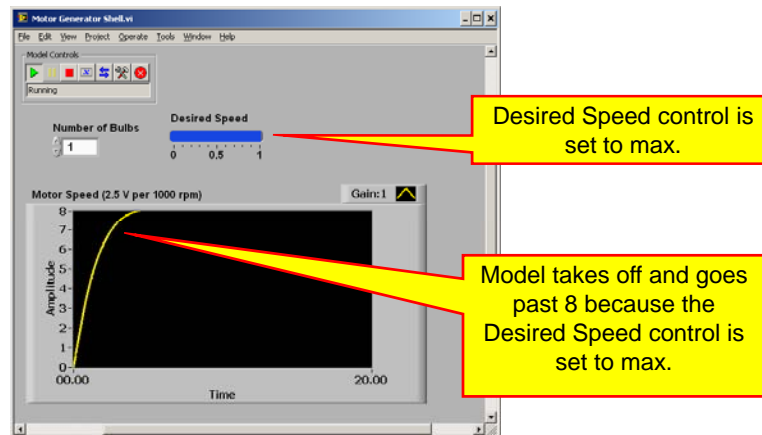 Motor Generator Shell.vi
File Edit View Project Operate Tools Window Help
Model Controls
Running
Number of Bulbs
1
Desired Speed
0 0.5 1
Desired Speed control is
set to max.
Motor Speed (2.5 V per 1000 rpm)
Gain:1
8
7
6
5
4
3
2
1
0
Amplitude
00.00 20.00
Time
Model takes off and goes
past 8 because the
Desired Speed control is
set to max.